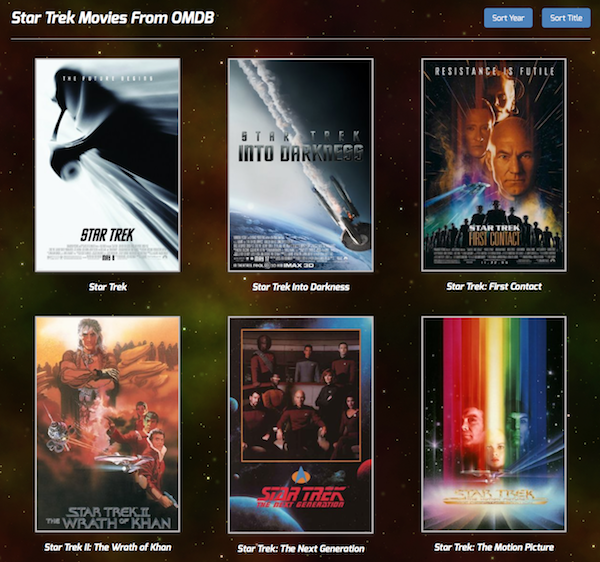 Star Trek Movies From OMDB
Sort Year
Sort Title
THE FUTURE BEGINS
STAR TREK
Star Trek
STAR TREK
INTO DARKNESS
IMAX 3D
Star Trek Into Darkness
RESISTANCE IS FUTILE
STAR TREK
FIRST CONTACT
Star Trek: First Contact
STAR TREK II
THE WRATH OF KHAN
Star Trek II: The Wrath of Khan
STAR TREK
THE NEXT GENERATION
Star Trek: The Next Generation
STAR TREK
Star Trek: The Motion Picture